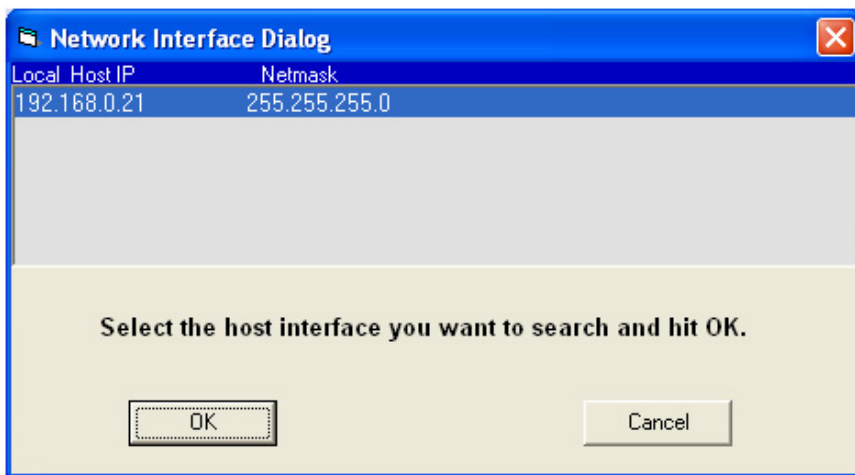 Network Interface Dialog
Local Host IP Netmask
192.168.0.21 255.255.255.0
Select the host interface you want to search and hit OK.
OK Cancel